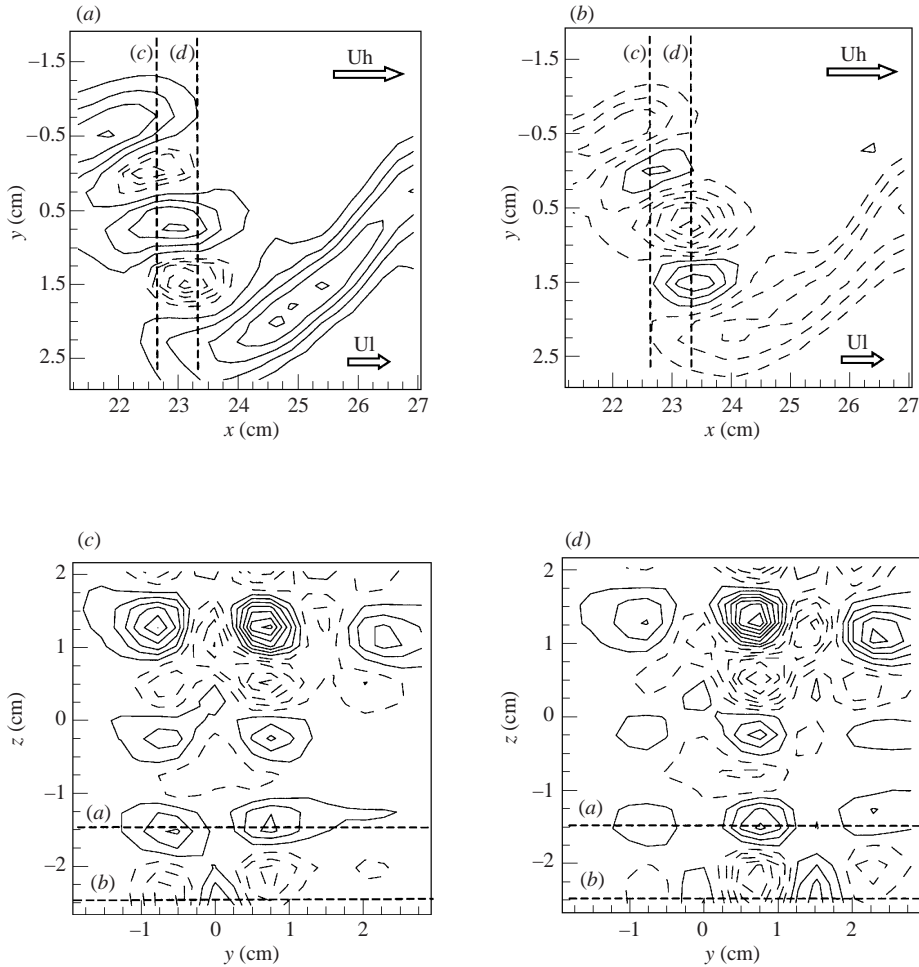 (a)
(c) (d)
Uh
–1.5
–0.5
0.5
1.5
2.5
y (cm)
Ul
22 23 24 25 26 27
x (cm)
(b)
(c) (d)
Uh
–1.5
–0.5
0.5
1.5
2.5
y (cm)
Ul
22 23 24 25 26 27
x (cm)
(c)
2
1
0
–1
–2
z (cm)
(a)
(b)
–1 0 1 2
y (cm)
(d)
2
1
0
–1
–2
z (cm)
(a)
(b)
–1 0 1 2
y (cm)